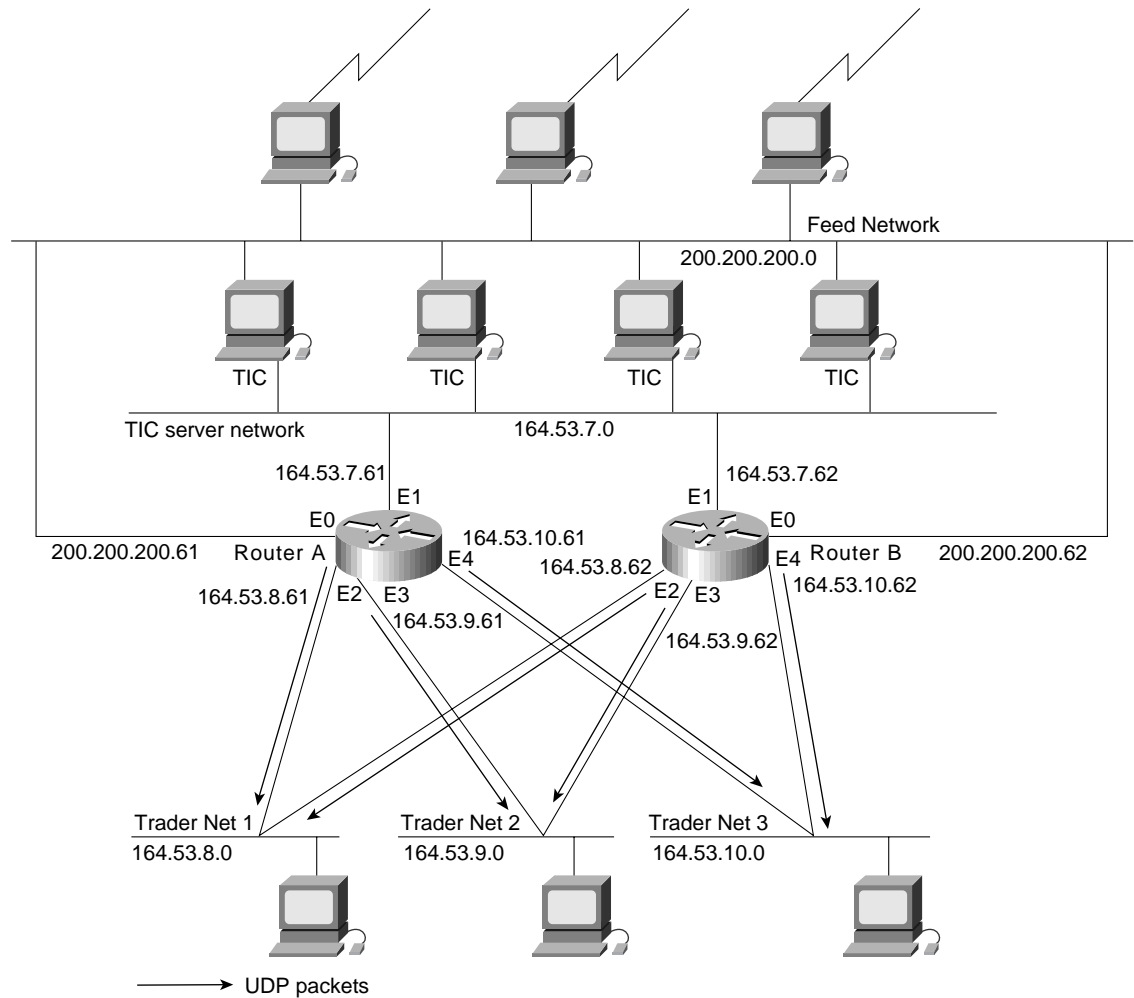 Feed Network
200.200.200.0
TIC
TIC
TIC
TIC
TIC server network
164.53.7.0
164.53.7.61
164.53.7.62
E1
E1
E0
E0
200.200.200.61
Router A
164.53.10.61
E4
164.53.8.62
Router B
200.200.200.62
E4
164.53.8.61
E2
E3
E2
E3
164.53.10.62
164.53.9.61
164.53.9.62
Trader Net 1
Trader Net 2
Trader Net 3
164.53.8.0
164.53.9.0
164.53.10.0
UDP packets